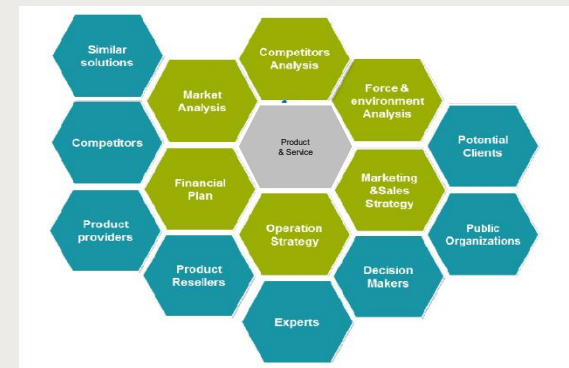 Similar
solutions
Competitors
Analysis
Market
Analysis
Force &
environment
Analysis
Competitors
Product
& Service
Potential
Clients
Financial
Plan
Marketing
&Sales
Strategy
Product
providers
Operation
Strategy
Public
Organizations
Product
Resellers
Decision
Makers
Experts